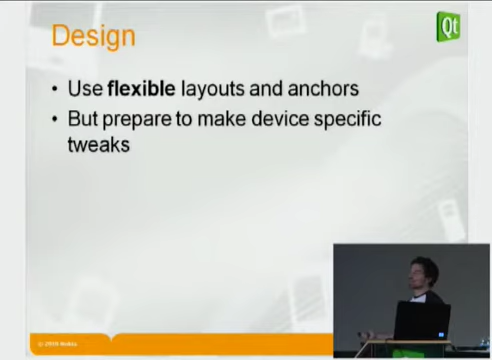 Design
Qt
• Use flexible layouts and anchors
• But prepare to make device specific
tweaks
© 2010 Nokia